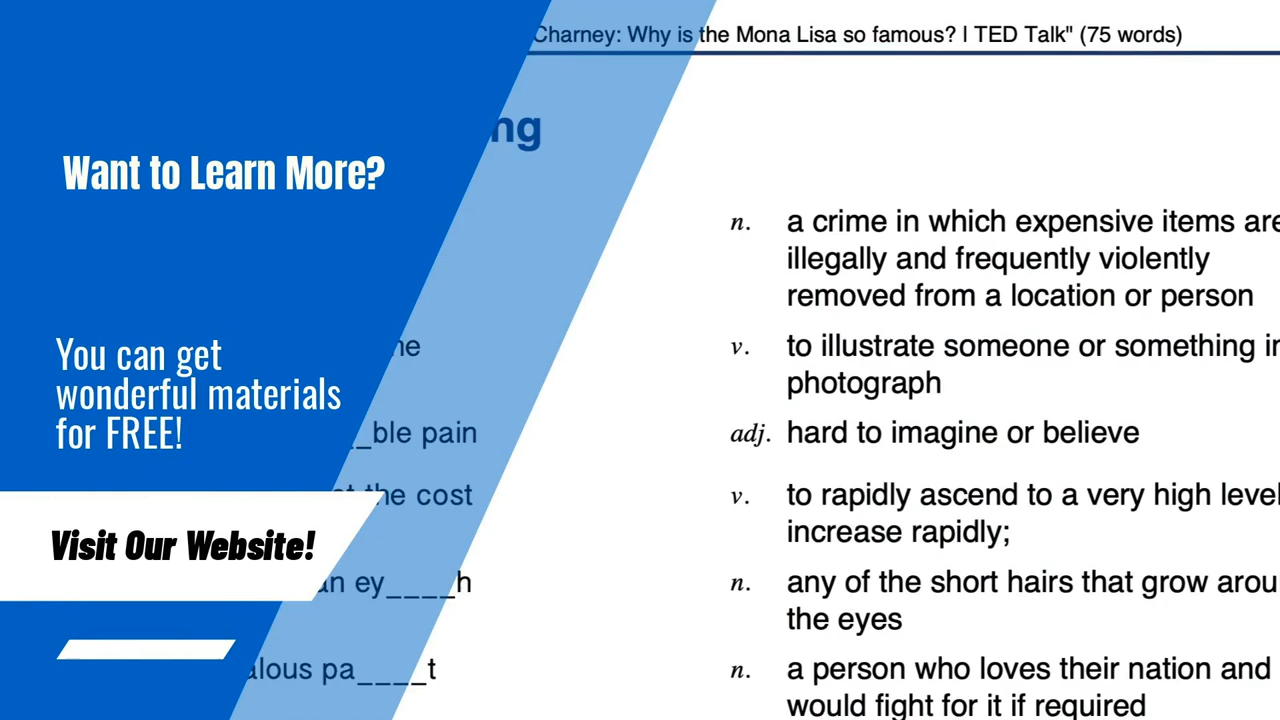 Charney: Why is the Mona Lisa so famous? | TED Talk" (75 words)
Want to Learn More?
You can get
wonderful materials
for FREE!
Visit Our Website!
ng
n. a crime in which expensive items are
illegally and frequently violently
removed from a location or person
ne
v. to illustrate someone or something in
photograph
_ble pain
adj. hard to imagine or believe
the cost
v. to rapidly ascend to a very high level
increase rapidly;
an ey____h
n. any of the short hairs that grow arou
the eyes
alous pa____t
n. a person who loves their nation and
would fight for it if required